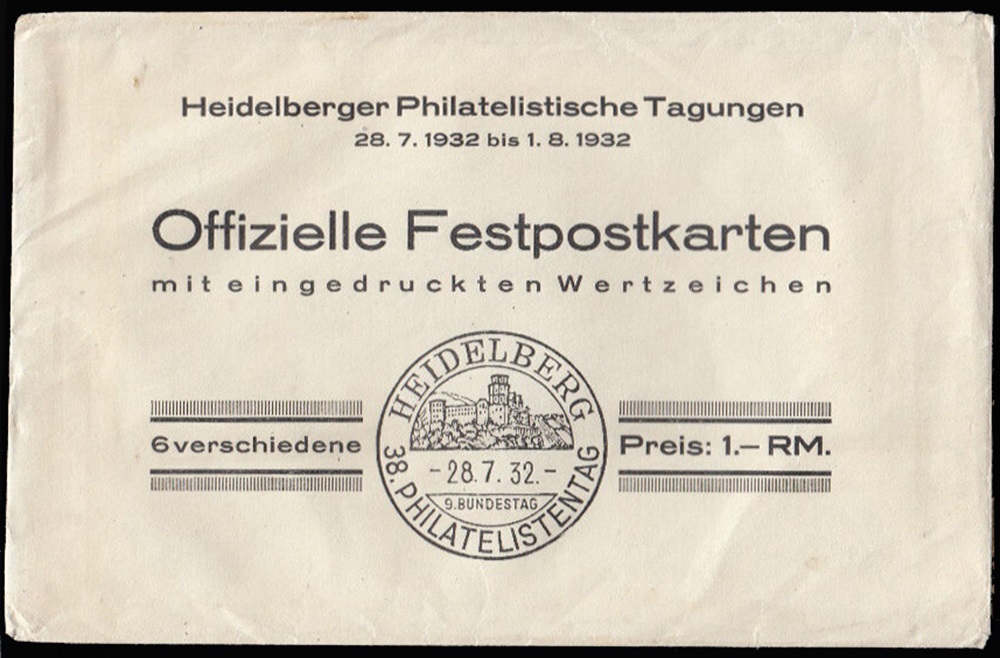 Heidelberger Philatelistische Tagungen
28. 7. 1932 bis 1. 8. 1932
Offizielle Festpostkarten
mit eingedruckten Wertzeichen
6 verschiedene
HEIDELBERG
-28.7.32.-
9.BUNDESTAG
38. PHILATELISTENTAG
Preis: 1.— RM.